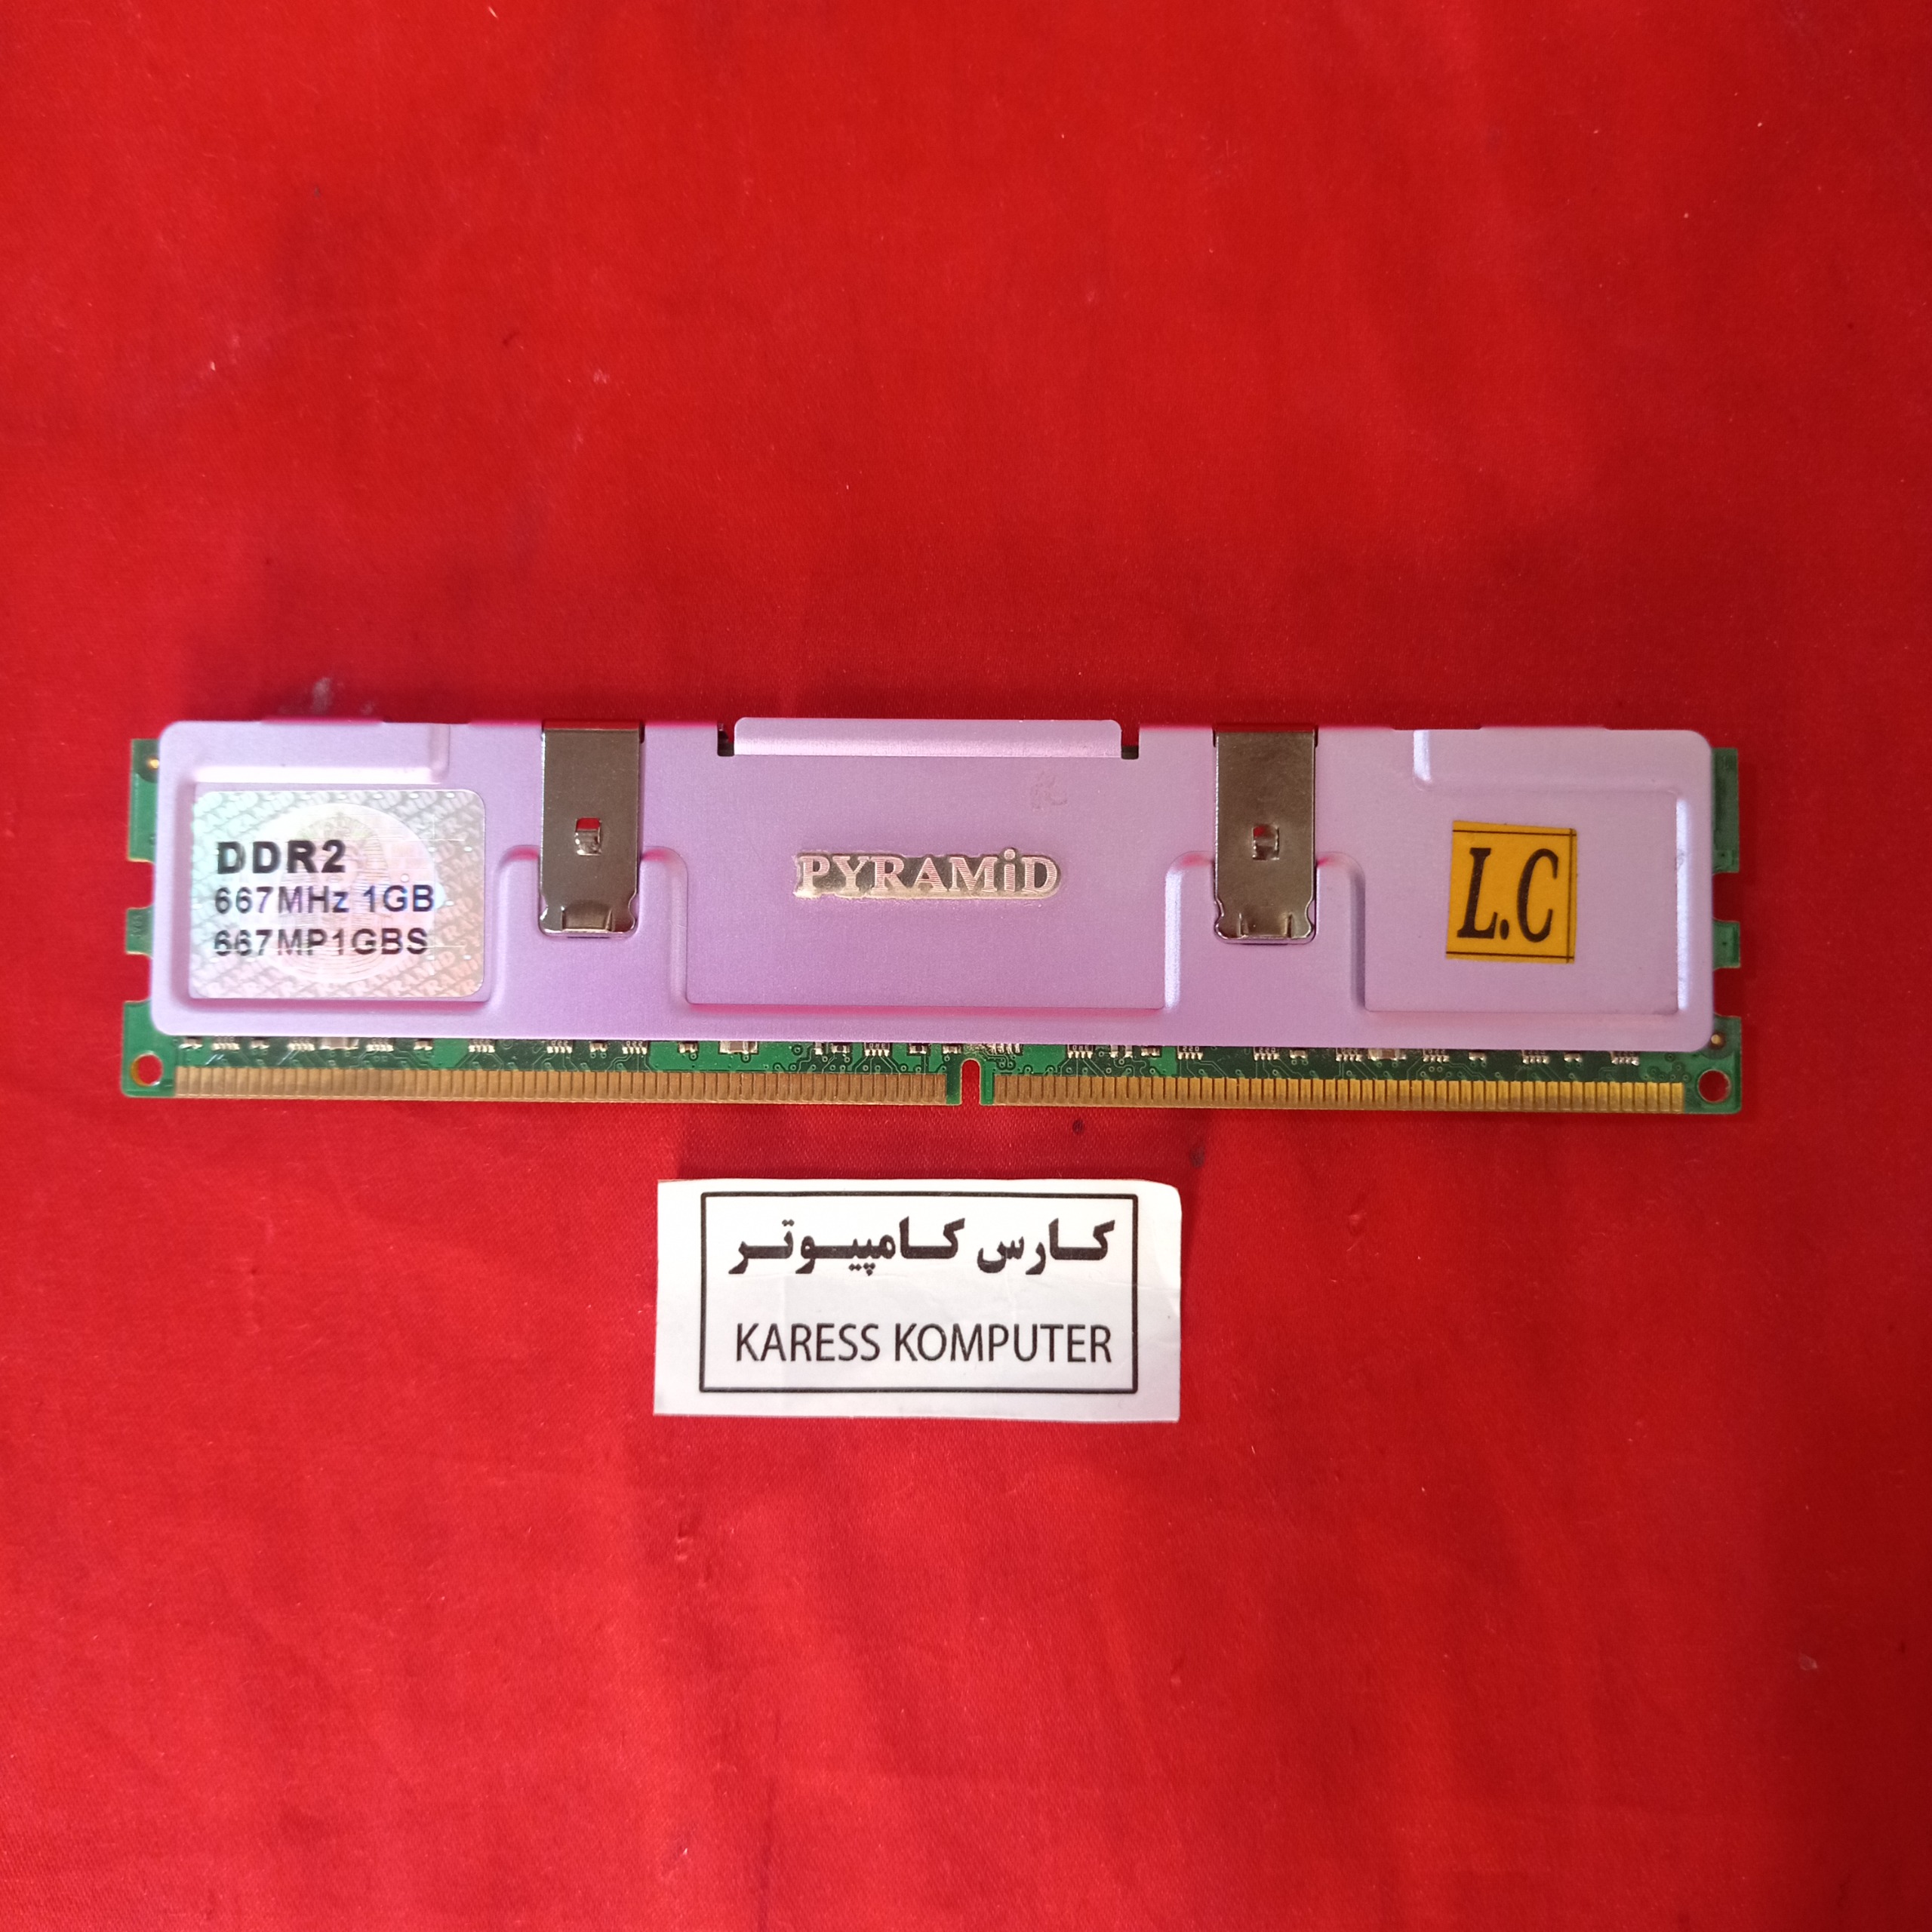 DDR2
667MHz 1GB
667MP1GBS
PYRAMiD
L.C
کارس کامپیوتر
KARESS KOMPUTER